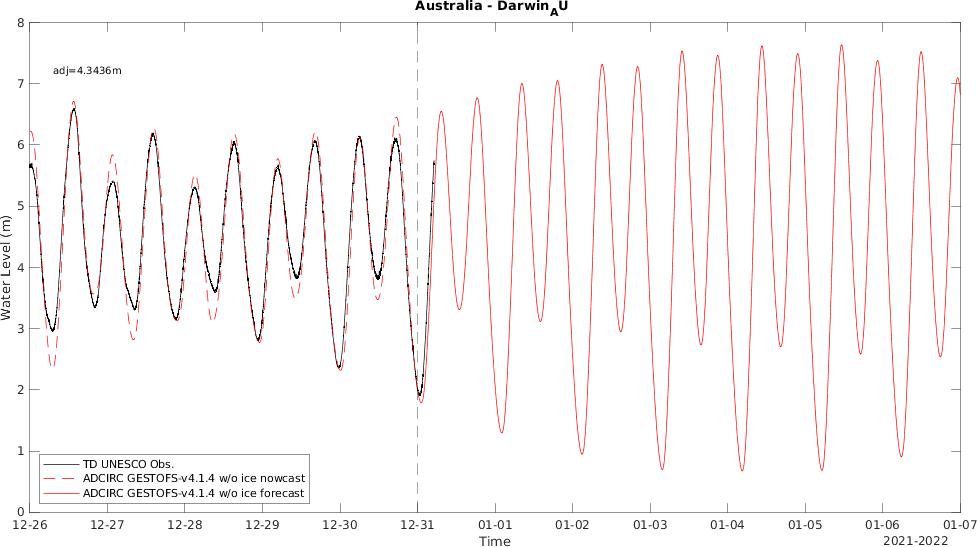 Australia - DarwinAU
8
adj=4.3436m
7
6
5
4
3
2
1
0
Water Level (m)
TD UNESCO Obs.
ADCIRC GESTOFS-v4.1.4 w/o ice nowcast
ADCIRC GESTOFS-v4.1.4 w/o ice forecast
12-26 12-27 12-28 12-29 12-30 12-31 01-01 01-02 01-03 01-04 01-05 01-06 01-07
Time
2021-2022